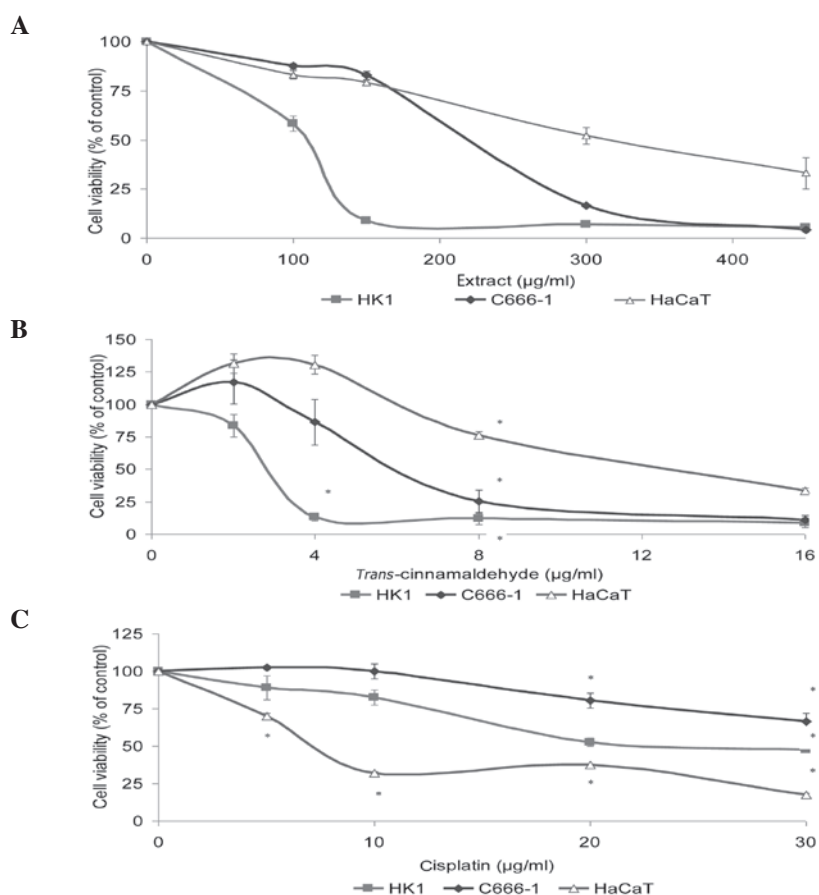 A
Cell viability (% of control)
100
75
50
25
0
0 100 200 300 400
Extract (µg/ml)
HK1 C666-1 HaCaT
B
Cell viability (% of control)
150
125
100
75
50
25
0
0 4 8 12 16
Trans-cinnamaldehyde (µg/ml)
HK1 C666-1 HaCaT
C
Cell viability (% of control)
125
100
75
50
25
0
0 10 20 30
Cisplatin (µg/ml)
HK1 C666-1 HaCaT